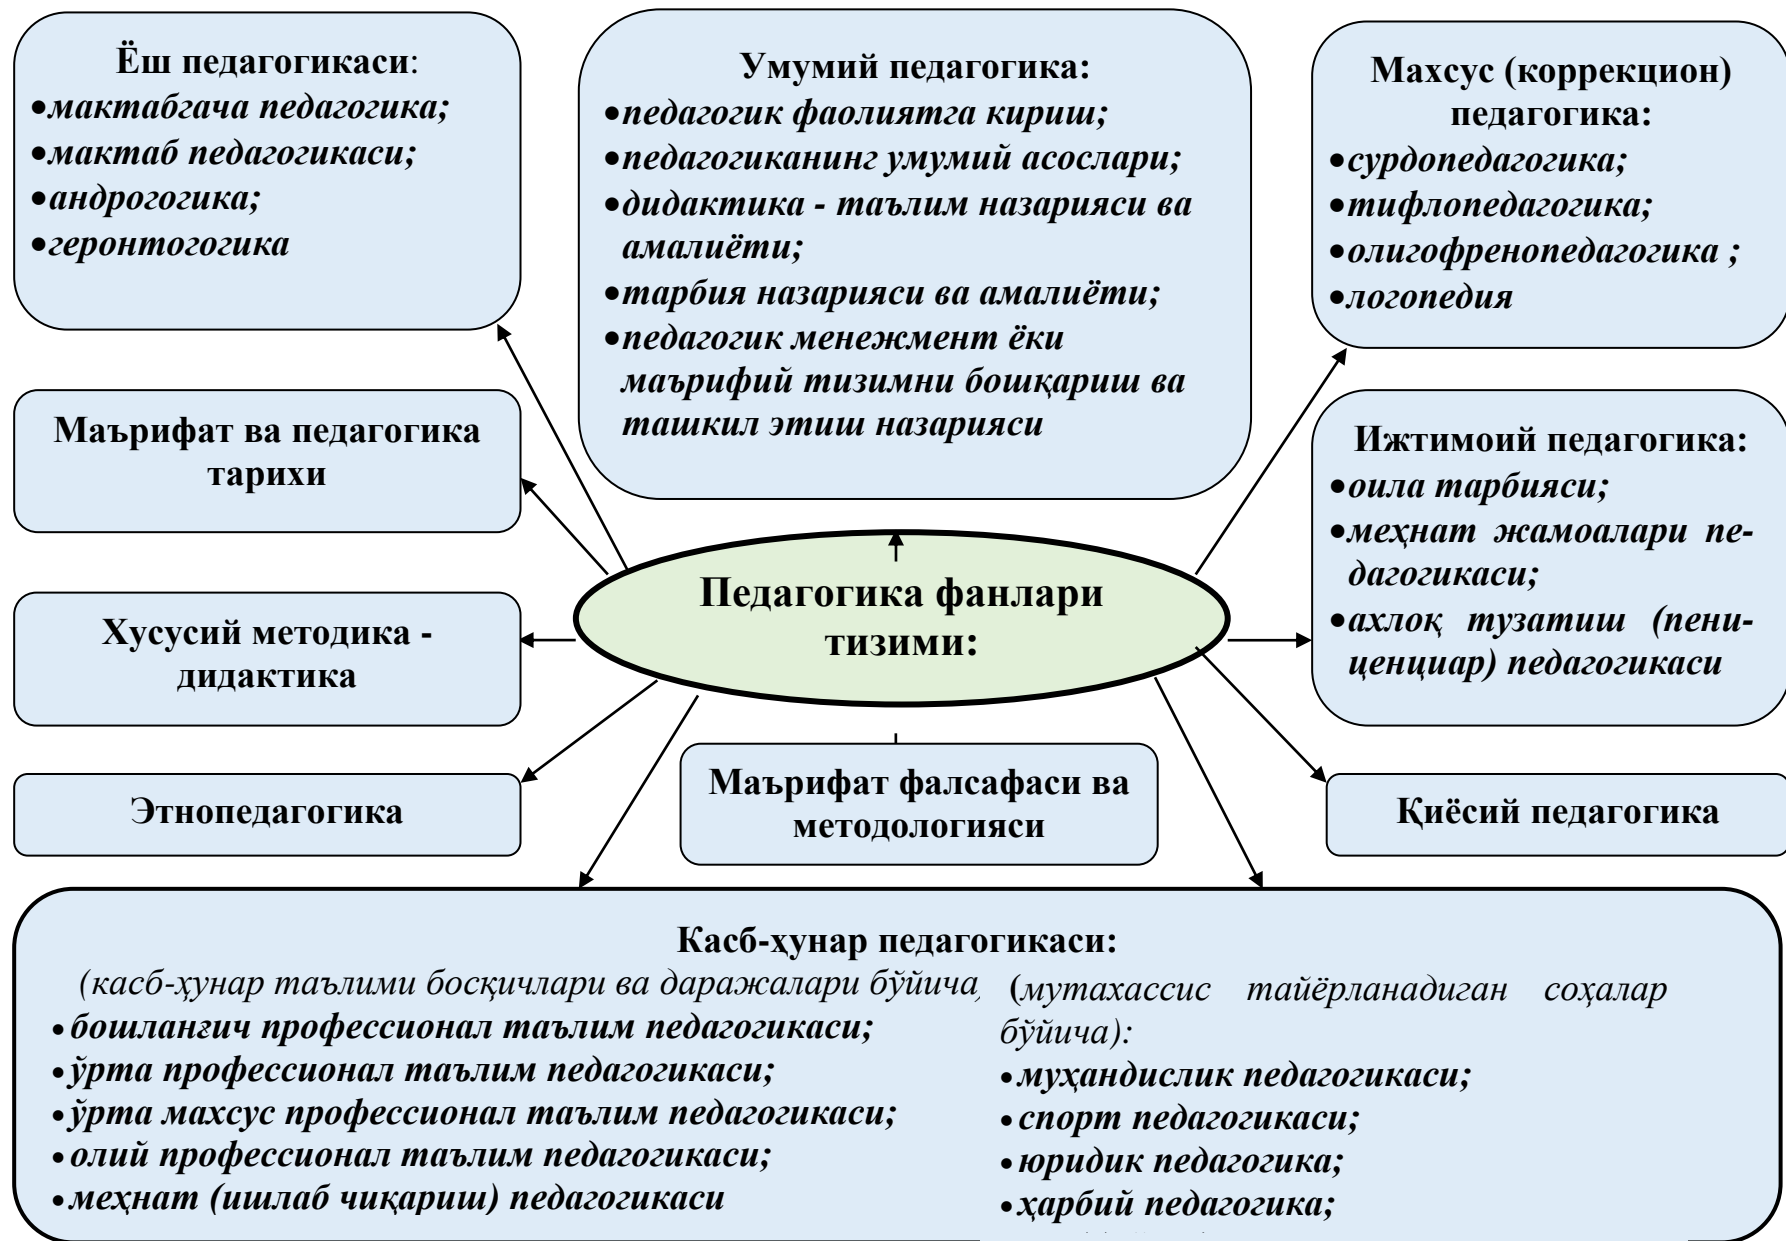 Ёш педагогикаси:
•мактабгача педагогика;
•мактаб педагогикаси;
•андрогогика;
•геронтогогика
Умумий педагогика:
•педагогик фаолиятга кириш;
•педагогиканинг умумий асослари;
•дидактика - таълим назарияси ва
амалиёти;
•тарбия назарияси ва амалиёти;
•педагогик менежмент ёки
маърифий тизимни бошқариш ва
ташкил этиш назарияси
Махсус (коррекцион)
педагогика:
•сурдопедагогика;
•тифлопедагогика;
•олигофренопедагогика ;
•логопедия
Маърифат ва педагогика
тарихи
Ижтимоий педагогика:
•оила тарбияси;
•меҳнат жамоалари пе-
дагогикаси;
•ахлоқ тузатиш (пени-
ценциар) педагогикаси
Педагогика фанлари
тизими:
Хусусий методика -
дидактика
Этнопедагогика
Маърифат фалсафаси ва
методологияси
Қиёсий педагогика
Касб-ҳунар педагогикаси:
(касб-ҳунар таълими босқичлари ва даражалари бўйича)
•бошланғич профессионал таълим педагогикаси;
•ўрта профессионал таълим педагогикаси;
•ўрта махсус профессионал таълим педагогикаси;
•олий профессионал таълим педагогикаси;
•меҳнат (ишлаб чиқариш) педагогикаси
(мутахассис тайёрланадиган соҳалар
бўйича):
•муҳандислик педагогикаси;
•спорт педагогикаси;
•юридик педагогика;
•ҳарбий педагогика;